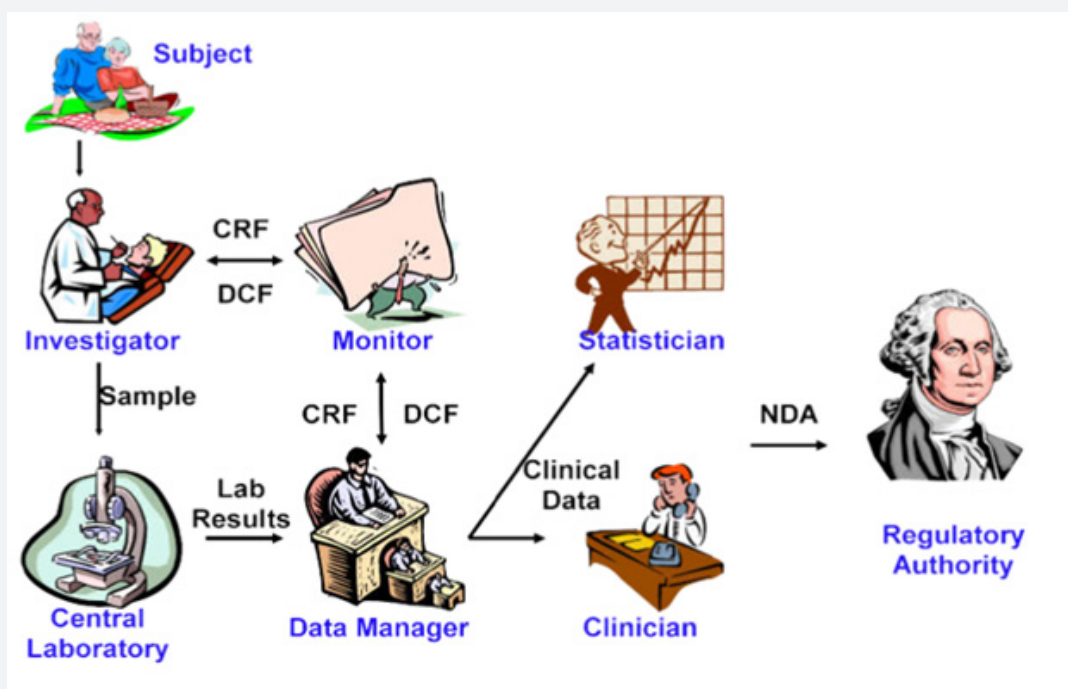 Subject
CRF
DCF
Investigator
Monitor
Statistician
Sample
CRF
DCF
NDA
Clinical
Data
Lab
Results
Regulatory
Authority
Central
Laboratory
Data Manager
Clinician